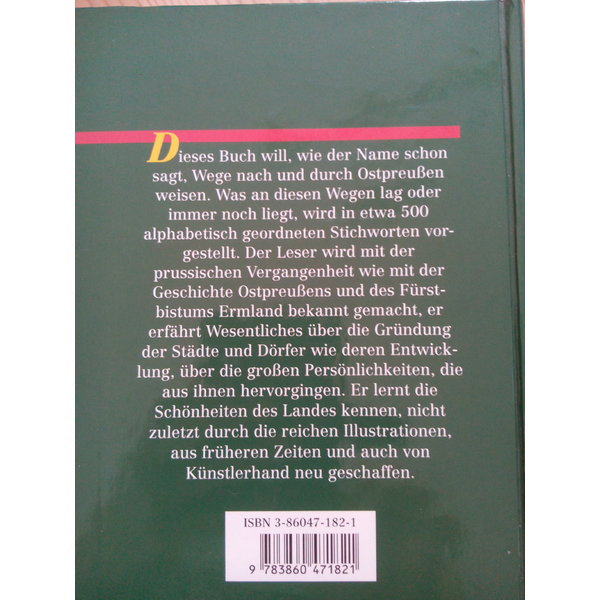 Dieses Buch will, wie der Name schon
sagt, Wege nach und durch Ostpreußen
weisen. Was an diesen Wegen lag oder
immer noch liegt, wird in etwa 500
alphabetisch geordneten Stichworten vor-
gestellt. Der Leser wird mit der
prussischen Vergangenheit wie mit der
Geschichte Ostpreußens und des Fürst-
bistums Ermland bekannt gemacht, er
erfährt Wesentliches über die Gründung
der Städte und Dörfer wie deren Entwick-
lung, über die großen Persönlichkeiten, die
aus ihnen hervorgingen. Er lernt die
Schönheiten des Landes kennen, nicht
zuletzt durch die reichen Illustrationen,
aus früheren Zeiten und auch von
Künstlerhand neu geschaffen.
ISBN 3-86047-182-1
9 783860 471821